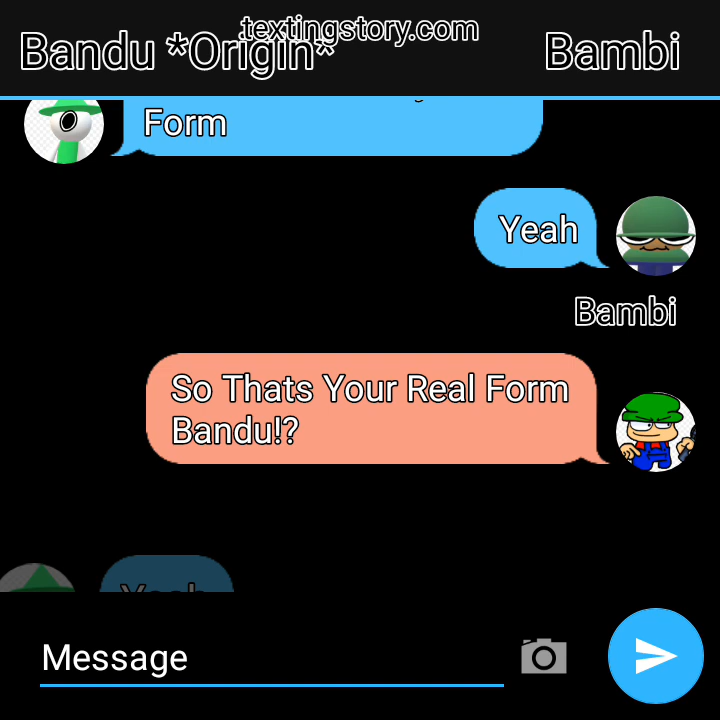 textingstory.com
Bandu *Origin*
Bambi
Form
Yeah
Bambi
So Thats Your Real Form
Bandu!?
Message